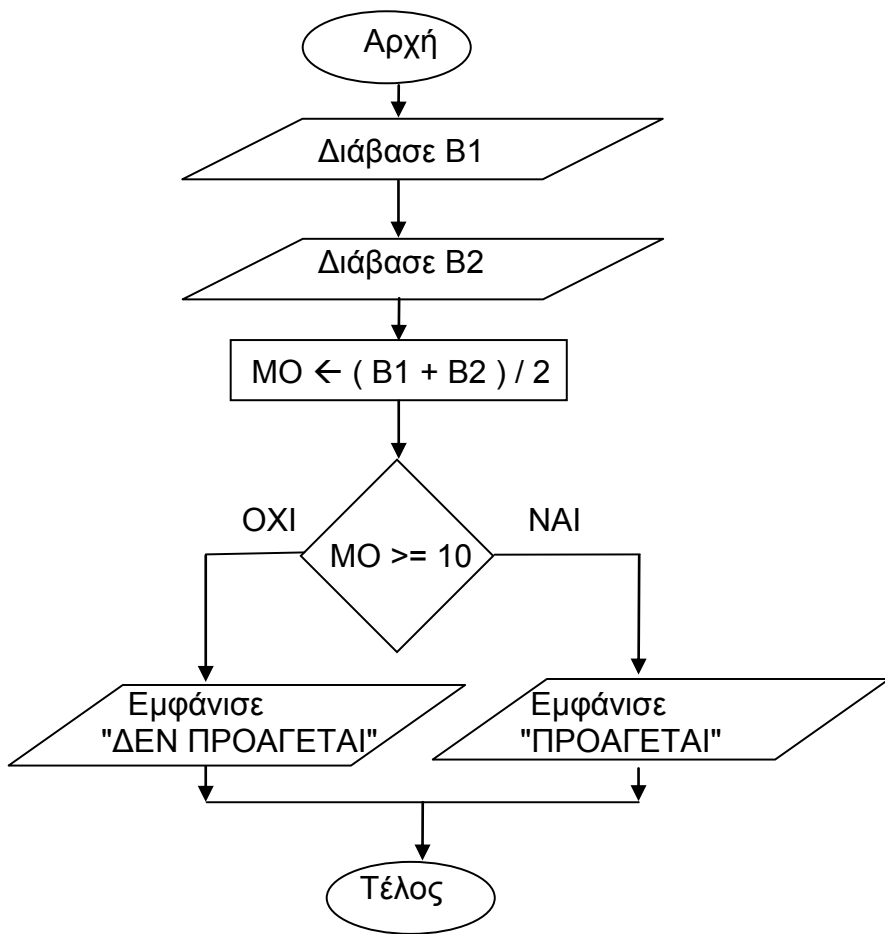 Αρχή
Διάβασε Β1
Διάβασε Β2
ΜΟ ← ( Β1 + Β2 ) / 2
ΟΧΙ
ΝΑΙ
ΜΟ >= 10
Εμφάνισε
"ΔΕΝ ΠΡΟΑΓΕΤΑΙ"
Εμφάνισε
"ΠΡΟΑΓΕΤΑΙ"
Τέλος